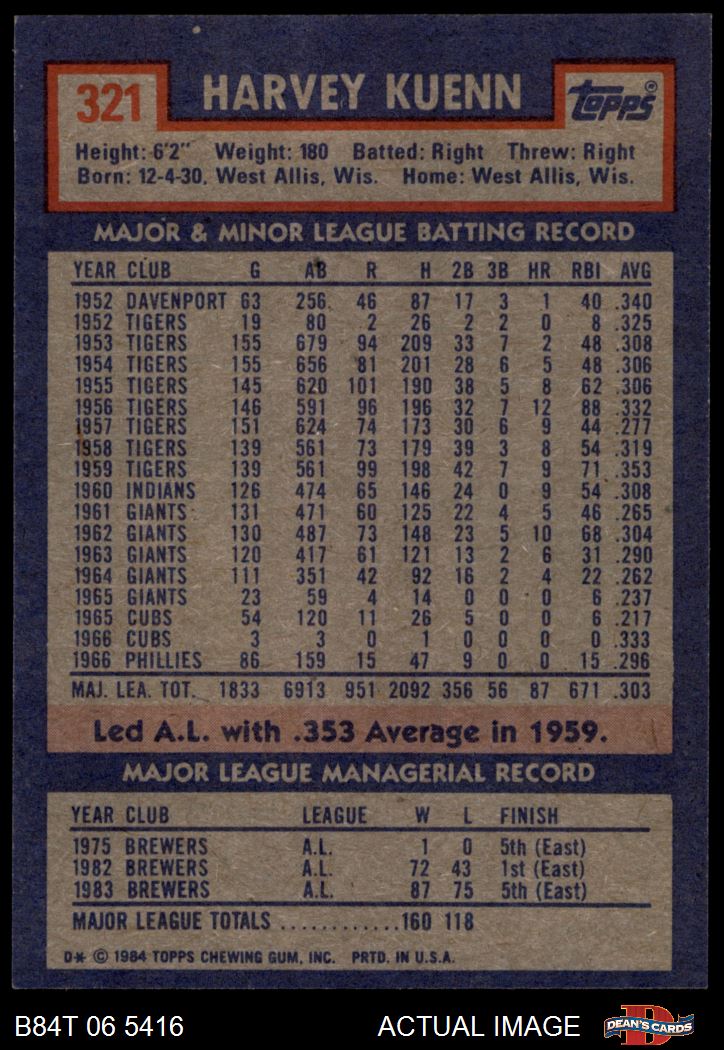 321 HARVEY KUENN topps®
Height: 6'2" Weight: 180 Batted: Right Threw: Right
Born: 12-4-30, West Allis, Wis. Home: West Allis, Wis.
MAJOR & MINOR LEAGUE BATTING RECORD
YEAR CLUB G AB R H 2B 3B HR RBI AVG
1952 DAVENPORT 63 256 46 87 17 3 1 40 .340
1952 TIGERS 19 80 2 26 2 2 0 8 .325
1953 TIGERS 155 679 94 209 33 7 2 48 .308
1954 TIGERS 155 656 81 201 28 6 5 48 .306
1955 TIGERS 145 620 101 190 38 5 8 62 .306
1956 TIGERS 146 591 96 196 32 7 12 88 .332
1957 TIGERS 151 624 74 173 30 6 9 44 .277
1958 TIGERS 139 561 73 179 39 3 8 54 .319
1959 TIGERS 139 561 99 198 42 7 9 71 .353
1960 INDIANS 126 474 65 146 24 0 9 54 .308
1961 GIANTS 131 471 60 125 22 4 5 46 .265
1962 GIANTS 130 487 73 148 23 5 10 68 .304
1963 GIANTS 120 417 61 121 13 2 6 31 .290
1964 GIANTS 111 351 42 92 16 2 4 22 .262
1965 GIANTS 23 59 4 14 0 0 0 6 .237
1965 CUBS 54 120 11 26 5 0 0 6 .217
1966 CUBS 3 3 0 1 0 0 0 0 .333
1966 PHILLIES 86 159 15 47 9 0 0 15 .296
MAJ. LEA. TOT. 1833 6913 951 2092 356 56 87 671 .303
Led A.L. with .353 Average in 1959.
MAJOR LEAGUE MANAGERIAL RECORD
YEAR CLUB LEAGUE W L FINISH
1975 BREWERS A.L. 1 0 5th (East)
1982 BREWERS A.L. 72 43 1st (East)
1983 BREWERS A.L. 87 75 5th (East)
MAJOR LEAGUE TOTALS ............160 118
D* © 1984 TOPPS CHEWING GUM, INC. PRTD. IN U.S.A.
B84T 06 5416 ACTUAL IMAGE D DEAN'S CARDS